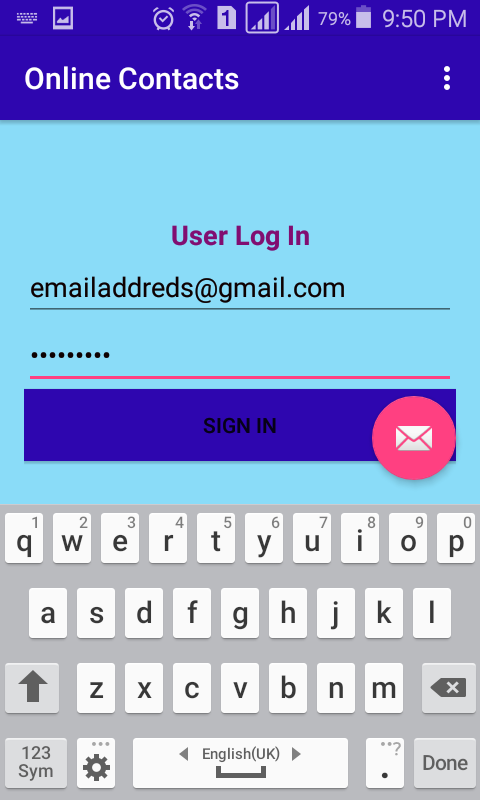 1 79% 9:50 PM
Online Contacts
User Log In
emailaddreds@gmail.com
•••••••••
SIGN IN
1 2 3 4 5 6 7 8 9 0
q w e r t y u i o p
a s d f g h j k l
z x c v b n m
123 Sym ... English(UK) . ··? Done